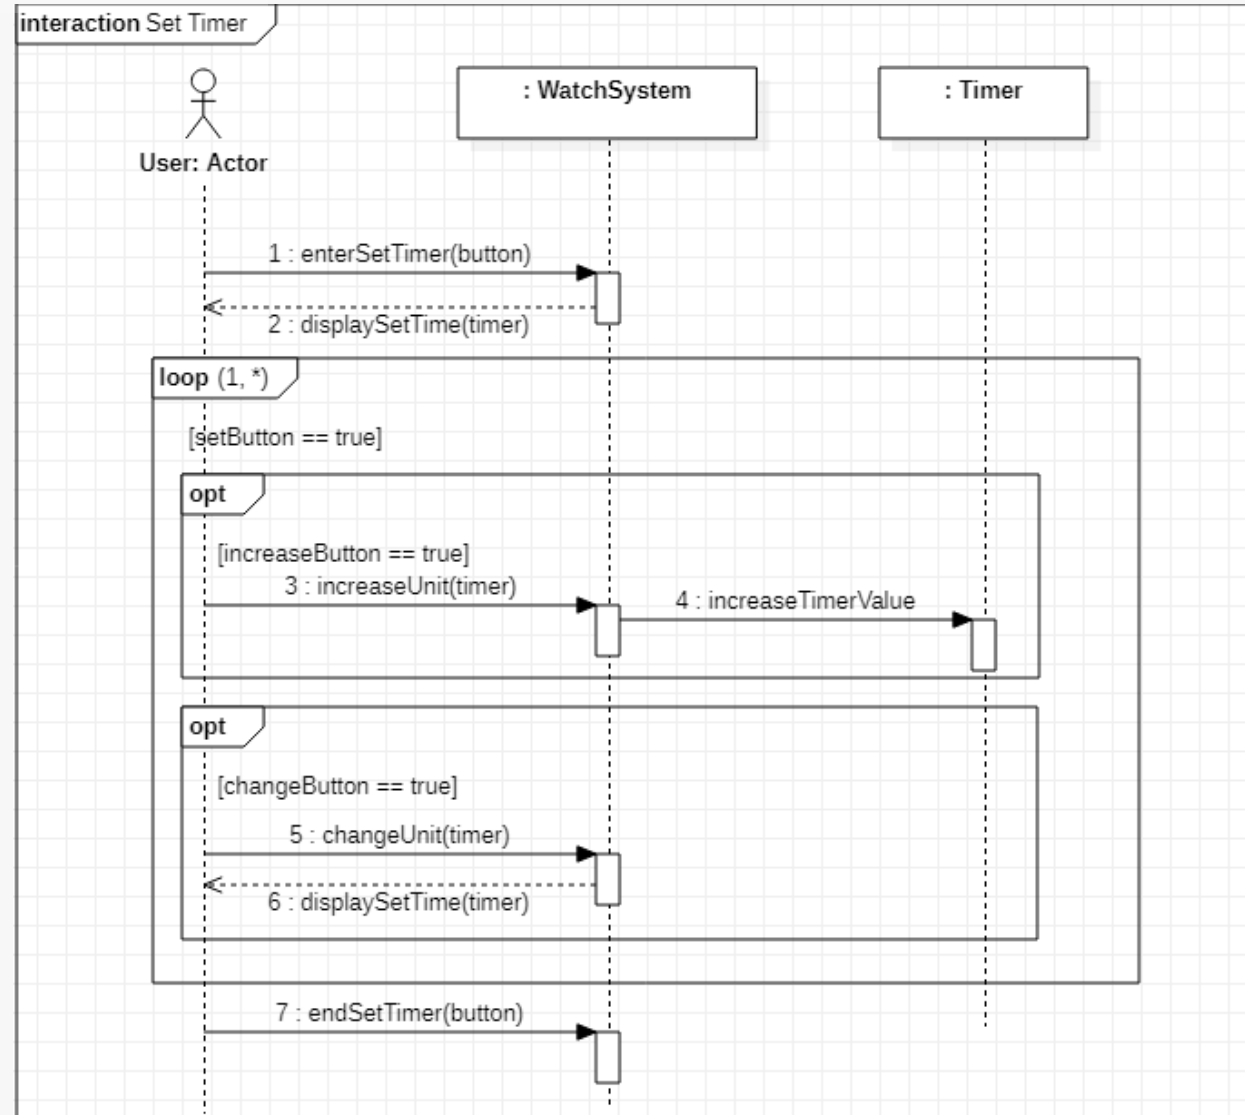 interaction Set Timer
: WatchSystem
: Timer
User: Actor
1 : enterSetTimer(button)
2 : displaySetTime(timer)
loop (1, *)
[setButton == true]
opt
[increaseButton == true]
3 : increaseUnit(timer)
4 : increaseTimerValue
opt
[changeButton == true]
5 : changeUnit(timer)
6 : displaySetTime(timer)
7 : endSetTimer(button)